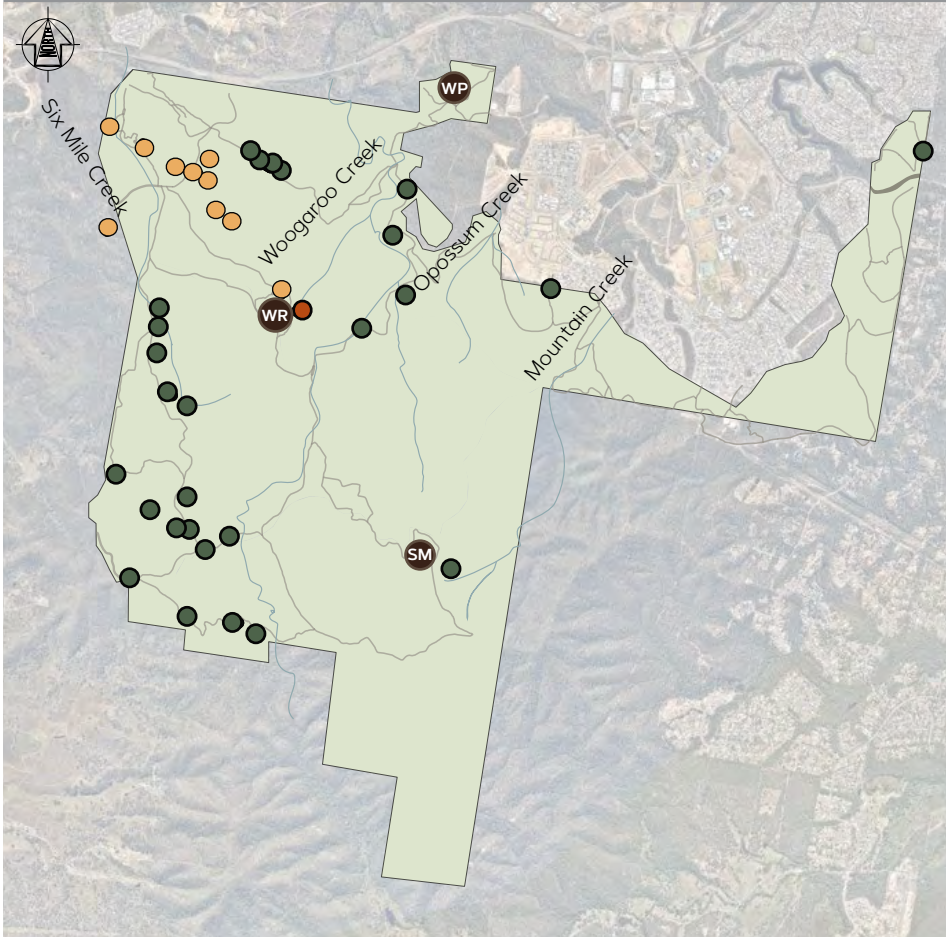 WP
Six Mile Creek
Woogaroo Creek
Opossum Creek
Mountain Creek
WR
SM